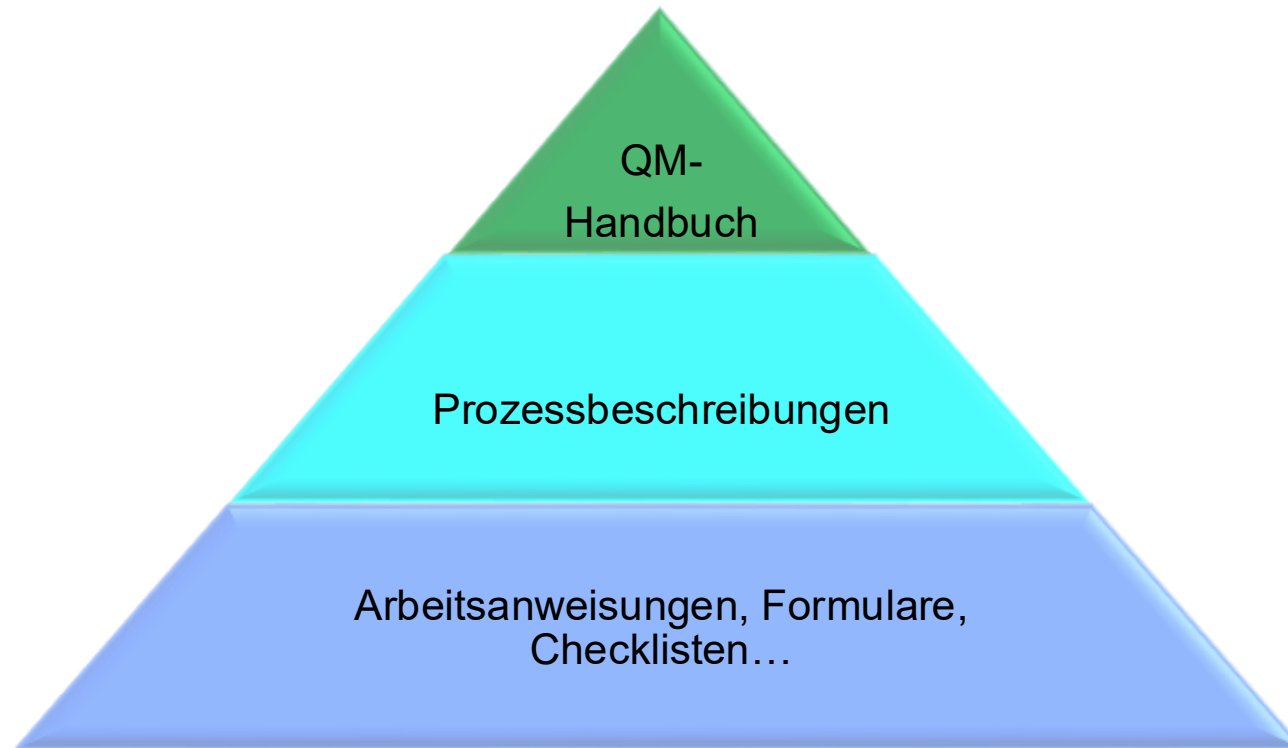 QM-
Handbuch
Prozessbeschreibungen
Arbeitsanweisungen, Formulare,
Checklisten…